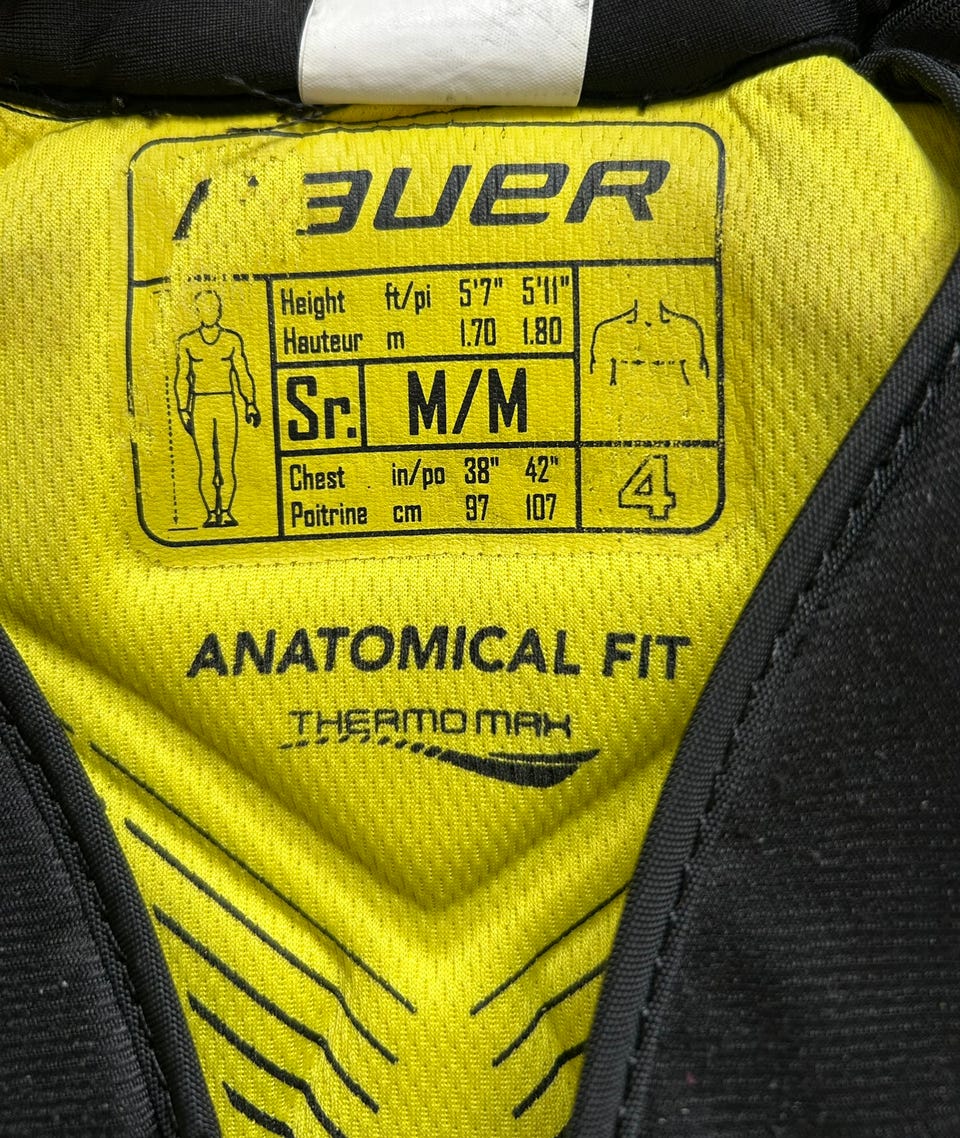 BAUER
Height ft/pi 5'7" 5'11"
Hauteur m 1.70 1.80
Sr. M/M
Chest in/po 38" 42"
Poitrine cm 97 107
4
ANATOMICAL FIT
THERMO MAX